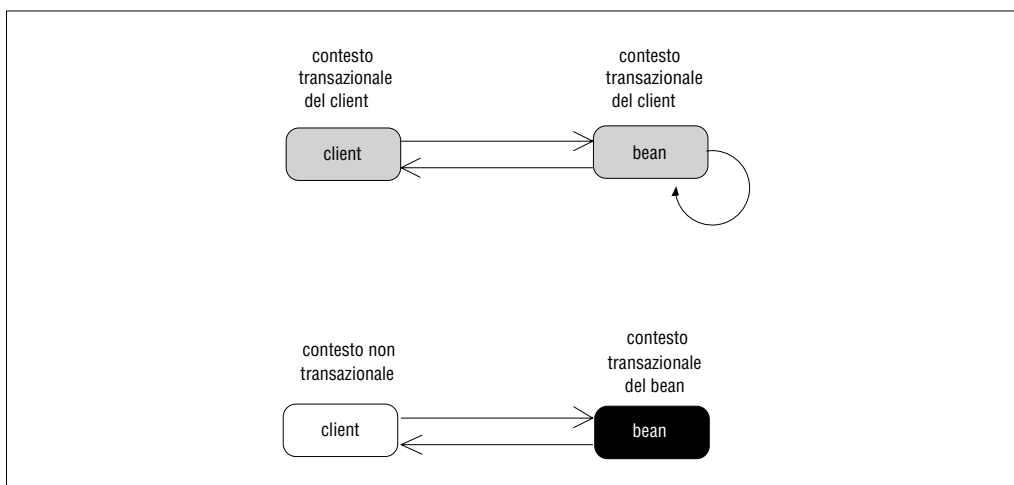 contesto
transazionale
del client
contesto
transazionale
del client
client
bean
contesto non
transazionale
contesto
transazionale
del bean
client
bean